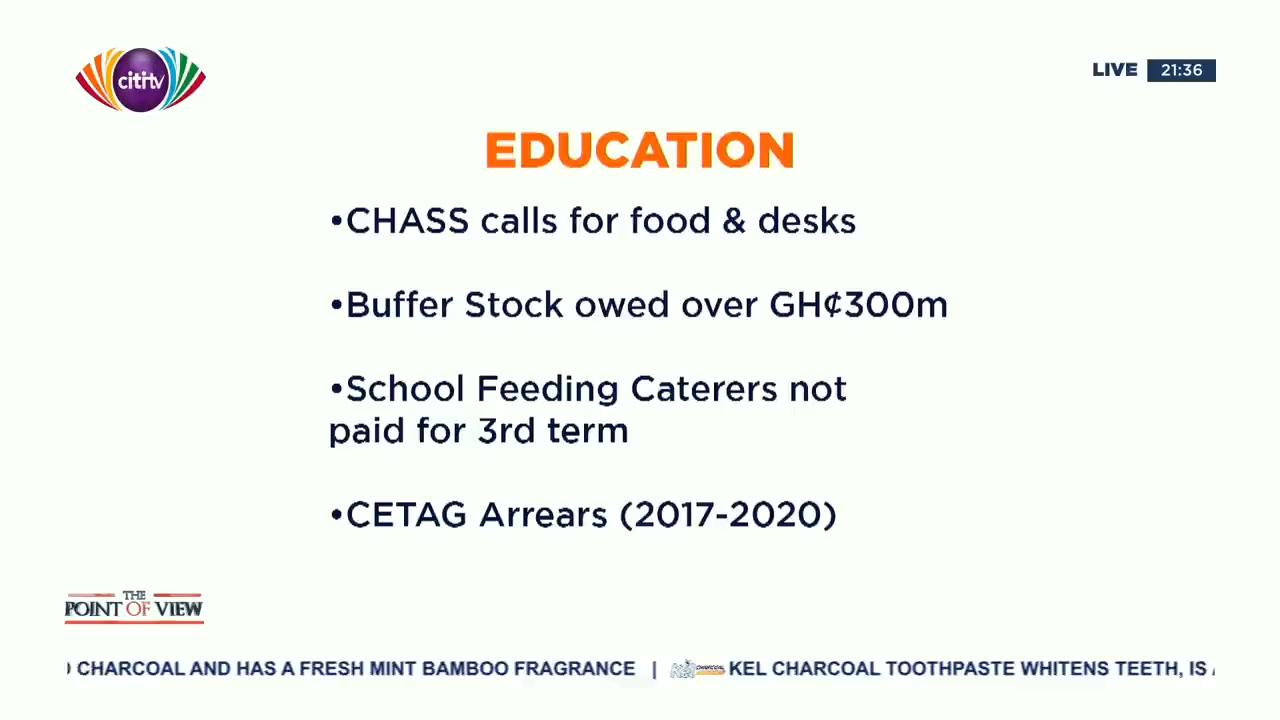 cititv
LIVE 21:36
EDUCATION
•CHASS calls for food & desks
•Buffer Stock owed over GH¢300m
•School Feeding Caterers not
paid for 3rd term
•CETAG Arrears (2017-2020)
THE
POINT OF VIEW
CHARCOAL AND HAS A FRESH MINT BAMBOO FRAGRANCE | KEL CHARCOAL TOOTHPASTE WHITENS TEETH, IS